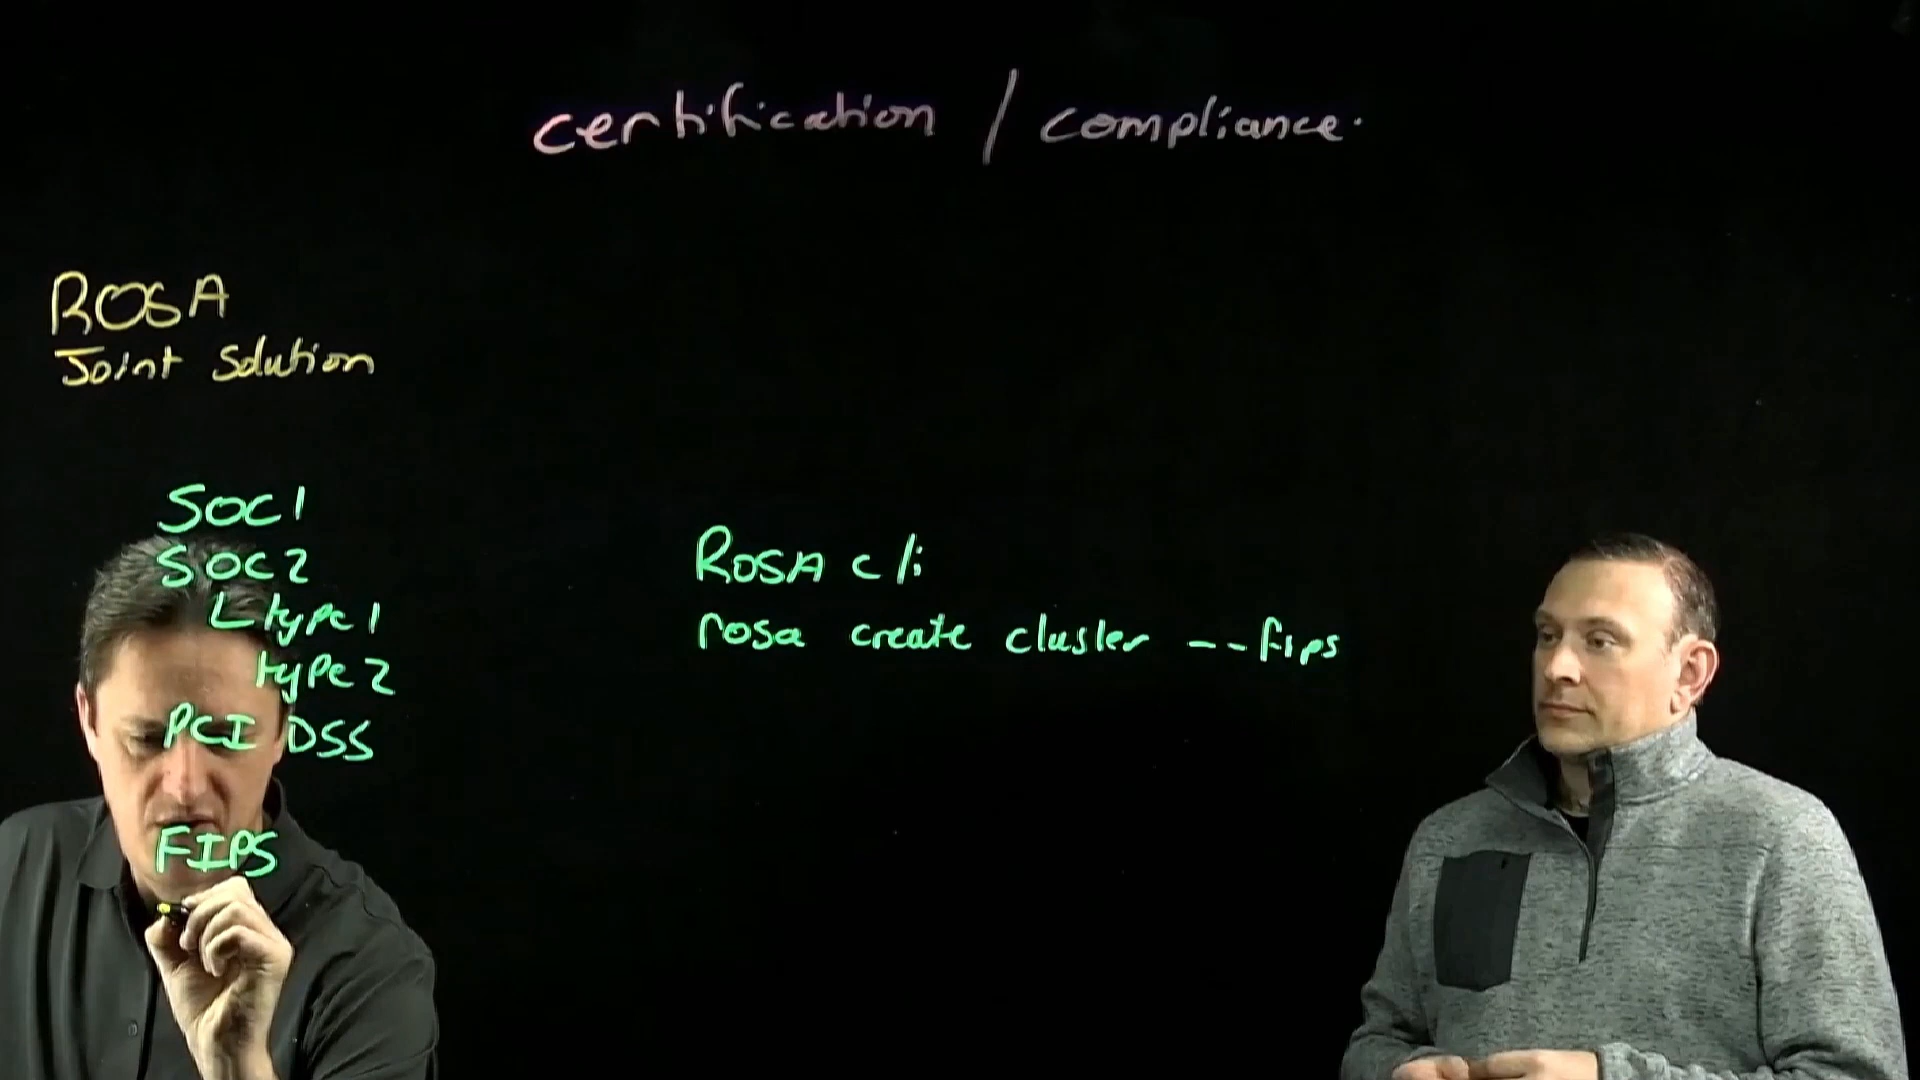 certification / compliance.
ROSA
Joint Solution
SOC1
SOC2
L type 1
type 2
PCI DSS
FIPS
ROSA cli
rosa create cluster --fips